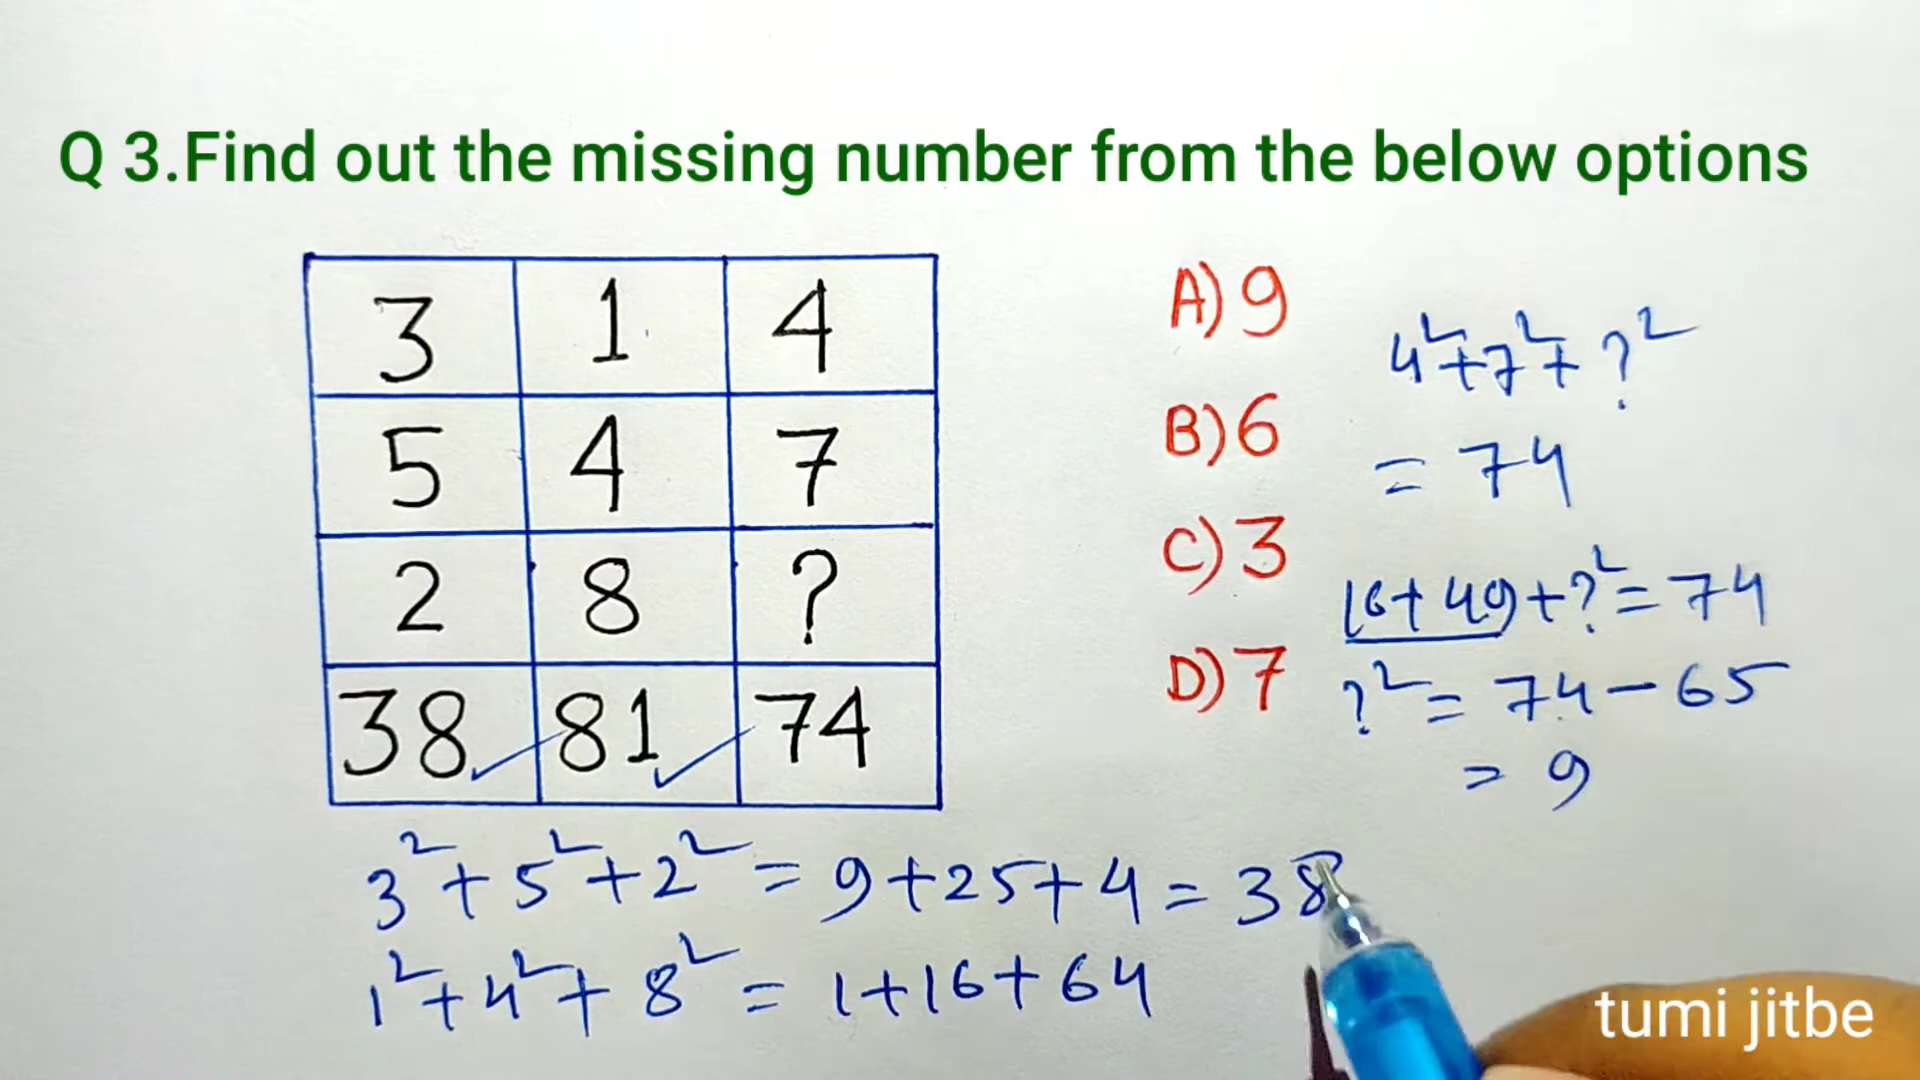 Q 3.Find out the missing number from the below options
3 1 4
5 4 7
2 8 ?
38 81 74
A) 9
B) 6
C) 3
D) 7
4²+7²+?²
= 74
16+49+?²=74
?² = 74-65
= 9
3²+5²+2² = 9+25+4 = 38
1²+4²+8² = 1+16+64
tumi jitbe